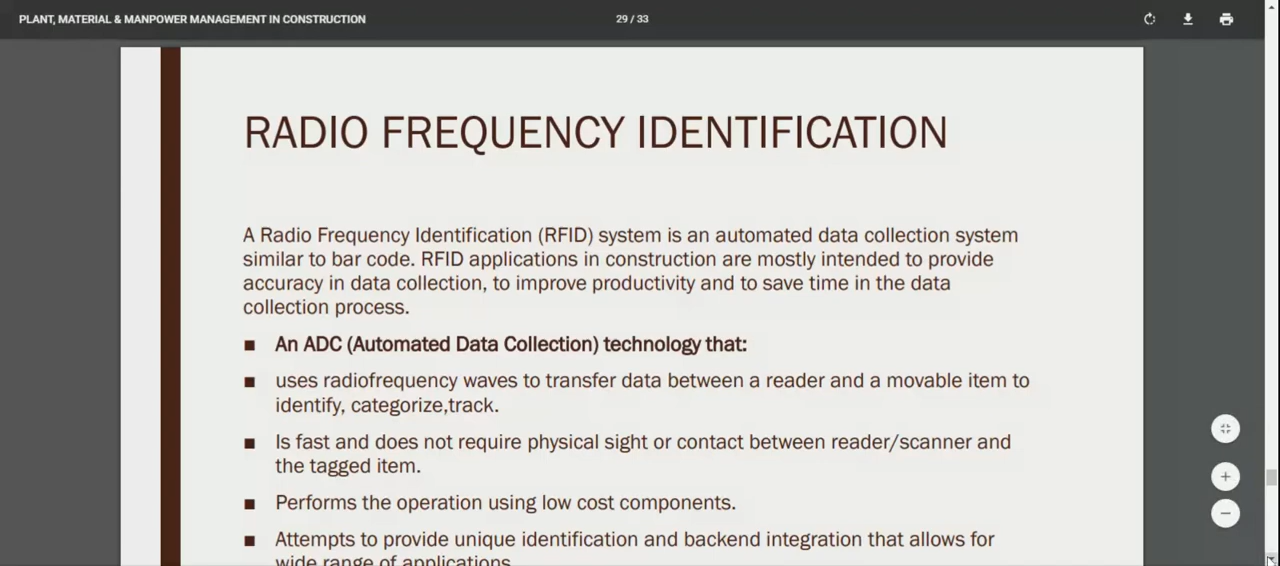 PLANT, MATERIAL & MANPOWER MANAGEMENT IN CONSTRUCTION
29 / 33
RADIO FREQUENCY IDENTIFICATION
A Radio Frequency Identification (RFID) system is an automated data collection system
similar to bar code. RFID applications in construction are mostly intended to provide
accuracy in data collection, to improve productivity and to save time in the data
collection process.
■ An ADC (Automated Data Collection) technology that:
■ uses radiofrequency waves to transfer data between a reader and a movable item to
identify, categorize,track.
■ Is fast and does not require physical sight or contact between reader/scanner and
the tagged item.
■ Performs the operation using low cost components.
■ Attempts to provide unique identification and backend integration that allows for
wide range of applications.